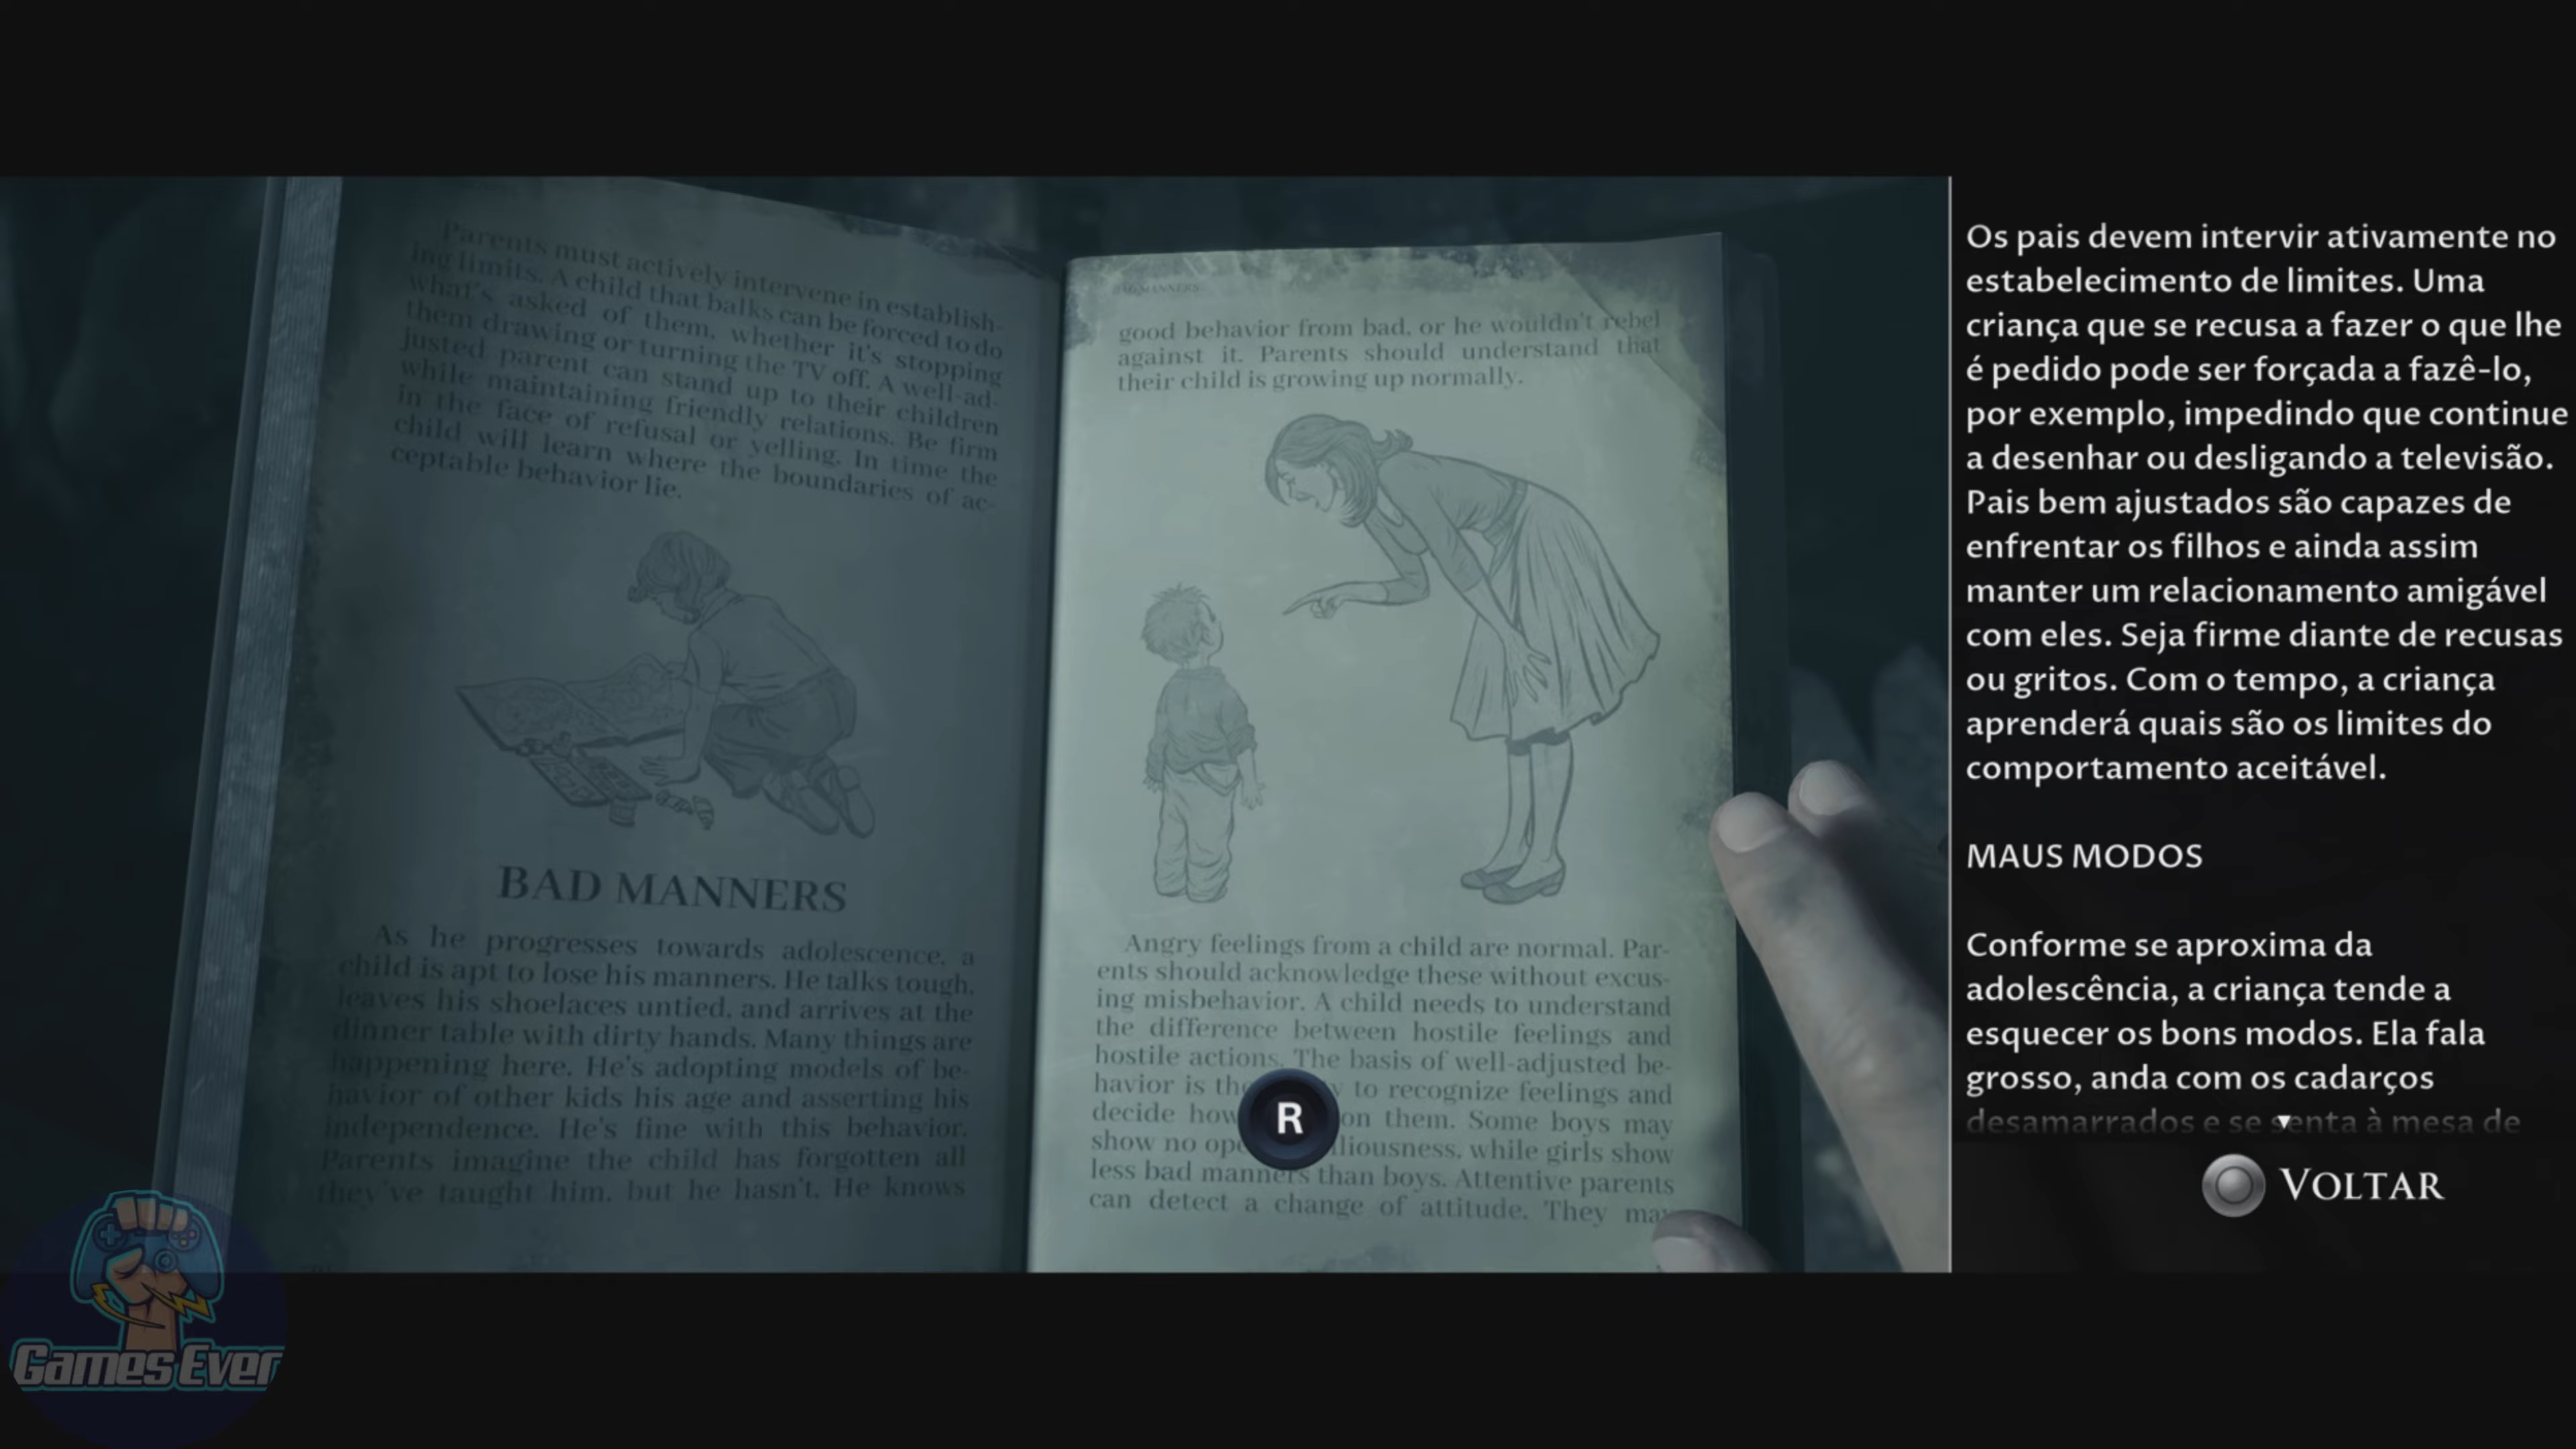 Parents must actively intervene in establish-
ing limits. A child that balks can be forced to do
what's asked of them, whether it's stopping
them drawing or turning the TV off. A well-ad-
justed parent can stand up to their children
while maintaining friendly relations. Be firm
in the face of refusal or yelling. In time the
child will learn where the boundaries of ac-
ceptable behavior lie.
BAD MANNERS
As he progresses towards adolescence, a
child is apt to lose his manners. He talks tough,
leaves his shoelaces untied, and arrives at the
dinner table with dirty hands. Many things are
happening here. He's adopting models of be-
havior of other kids his age and asserting his
independence. He's fine with this behavior.
Parents imagine the child has forgotten all
they've taught him, but he hasn't. He knows
BAD MANNERS
good behavior from bad, or he wouldn't rebel
against it. Parents should understand that
their child is growing up normally.
Angry feelings from a child are normal. Par-
ents should acknowledge these without excus-
ing misbehavior. A child needs to understand
the difference between hostile feelings and
hostile actions. The basis of well-adjusted be-
havior is the to recognize feelings and
decide how on them. Some boys may
show no while girls show
less bad manners than boys. Attentive parents
can detect a change of attitude. They may
R
Os pais devem intervir ativamente no
estabelecimento de limites. Uma
criança que se recusa a fazer o que lhe
é pedido pode ser forçada a fazê-lo,
por exemplo, impedindo que continue
a desenhar ou desligando a televisão.
Pais bem ajustados são capazes de
enfrentar os filhos e ainda assim
manter um relacionamento amigável
com eles. Seja firme diante de recusas
ou gritos. Com o tempo, a criança
aprenderá quais são os limites do
comportamento aceitável.
MAUS MODOS
Conforme se aproxima da
adolescência, a criança tende a
esquecer os bons modos. Ela fala
grosso, anda com os cadarços
desamarrados e se senta à mesa de
VOLTAR
Games Ever